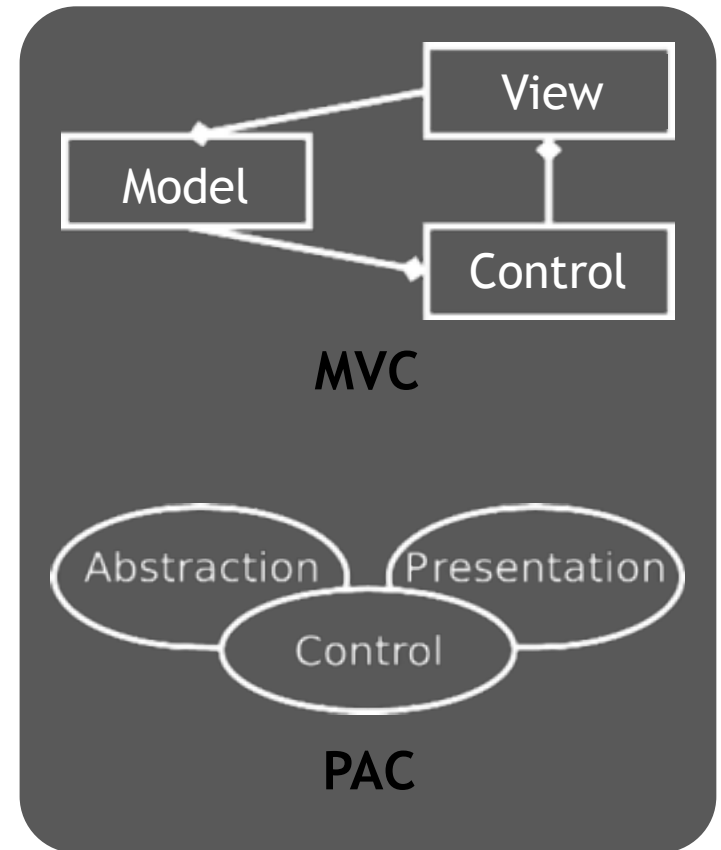 View
Model
Control
MVC
Abstraction Presentation
Control
PAC